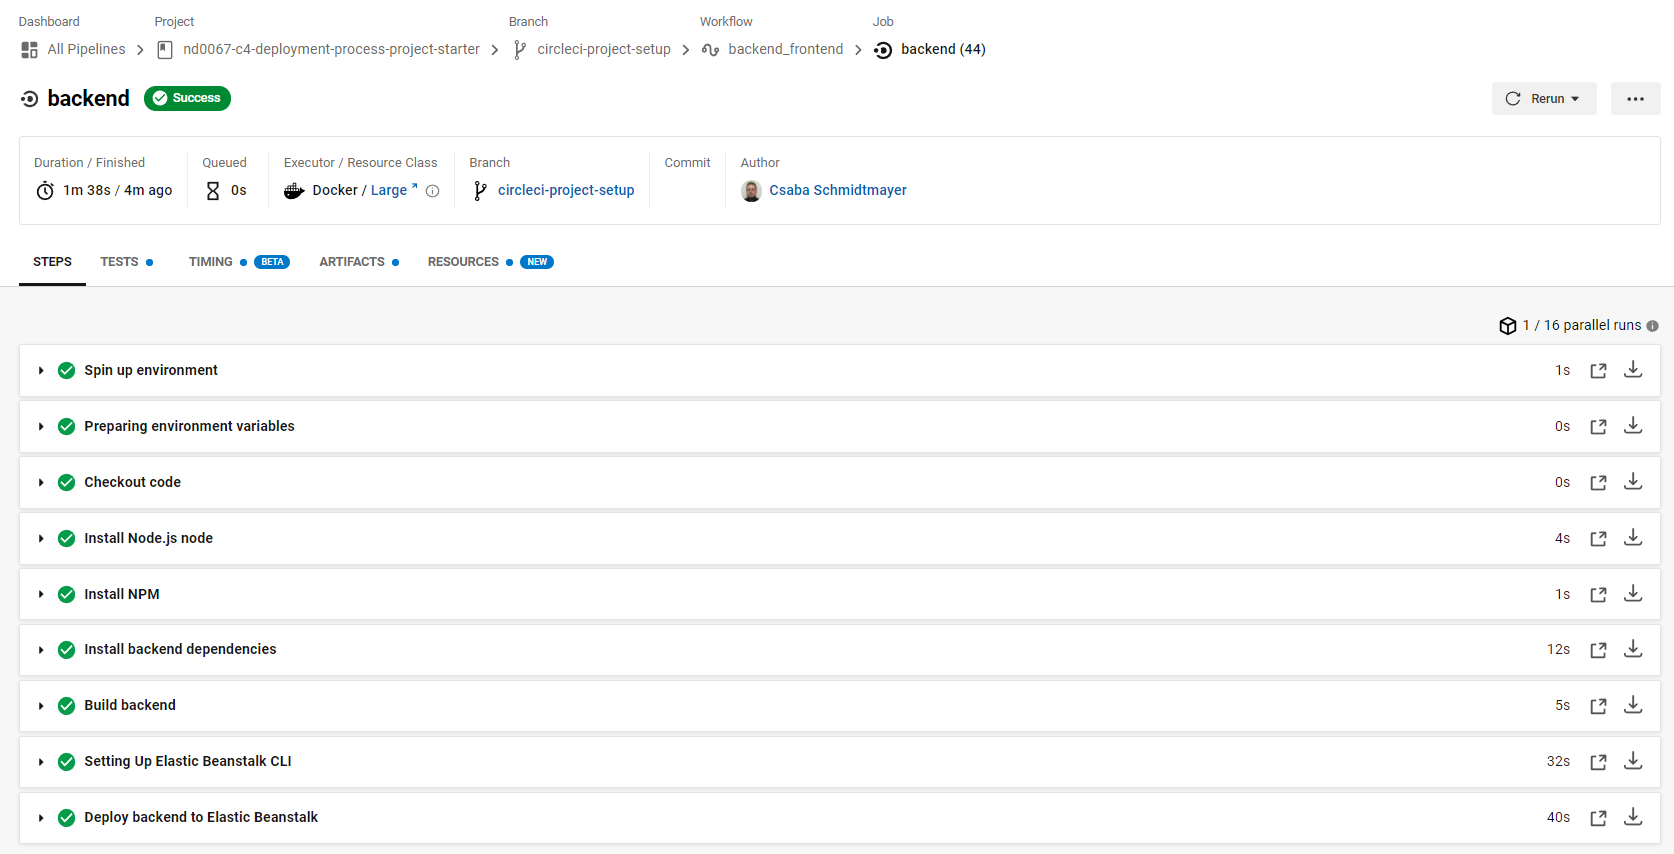 Dashboard Project Branch Workflow Job
All Pipelines nd0067-c4-deployment-process-project-starter circleci-project-setup backend_frontend backend (44)
backend Success Rerun
Duration / Finished Queued Executor / Resource Class Branch Commit Author
1m 38s / 4m ago 0s Docker / Large circleci-project-setup Csaba Schmidtmayer
STEPS TESTS TIMING BETA ARTIFACTS RESOURCES NEW
1 / 16 parallel runs
Spin up environment 1s
Preparing environment variables 0s
Checkout code 0s
Install Node.js node 4s
Install NPM 1s
Install backend dependencies 12s
Build backend 5s
Setting Up Elastic Beanstalk CLI 32s
Deploy backend to Elastic Beanstalk 40s